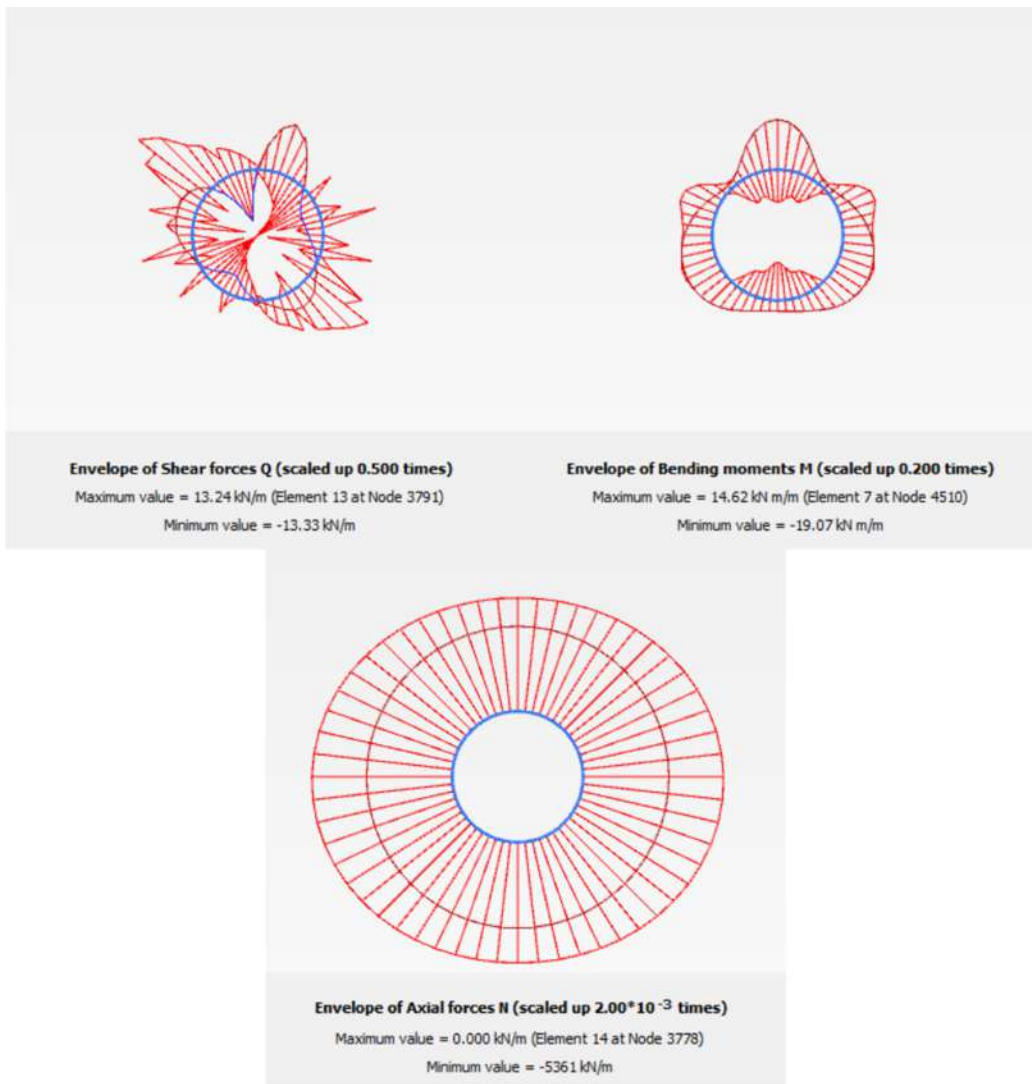 Envelope of Shear forces Q (scaled up 0.500 times)
Maximum value = 13.24 kN/m (Element 13 at Node 3791)
Minimum value = -13.33 kN/m
Envelope of Bending moments M (scaled up 0.200 times)
Maximum value = 14.62 kN m/m (Element 7 at Node 4510)
Minimum value = -19.07 kN m/m
Envelope of Axial forces N (scaled up 2.00*10⁻³ times)
Maximum value = 0.000 kN/m (Element 14 at Node 3778)
Minimum value = -5361 kN/m